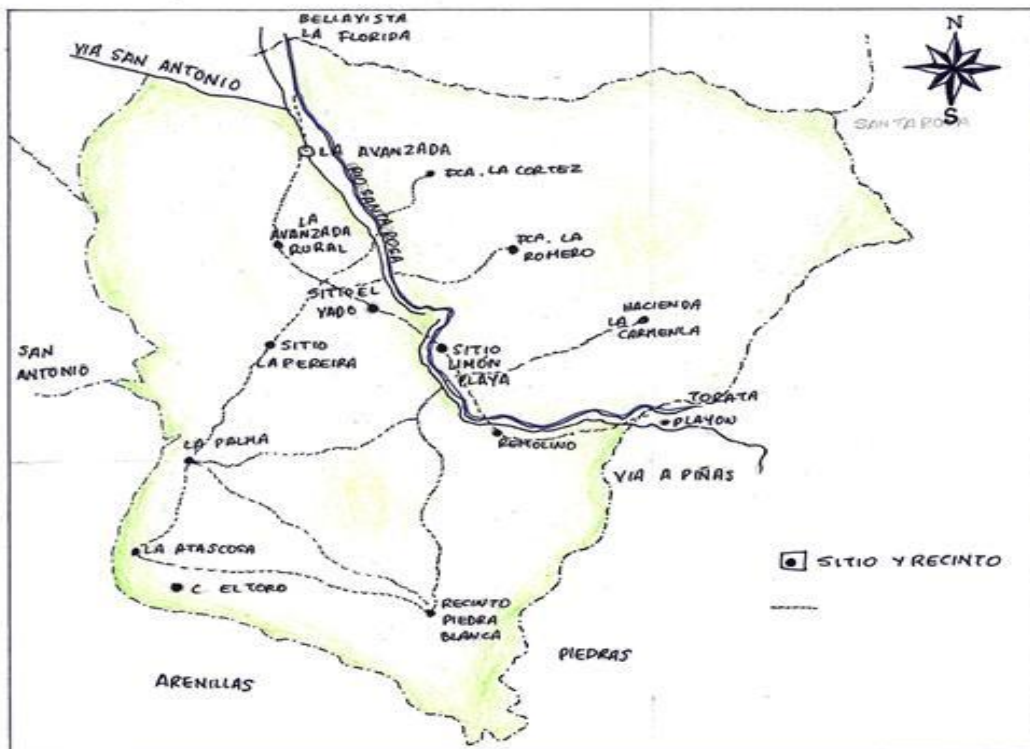 BELLAVISTA
LA FLORIDA
N
S
VIA SAN ANTONIO
SANTA ROSA
LA AVANZADA
RIO SANTA ROSA
FCA. LA CORTEZ
LA
AVANZADA
RURAL
FCA. LA
ROMERO
SITIO EL
VADO
HACIENDA
LA
CARMENCA
SAN
ANTONIO
SITIO
LA PEREIRA
SITIO
LIMÓN
PLAYA
TORATA
PLAYON
REMOLINO
LA PALMA
VIA A PIÑAS
LA ATASCOSA
C. EL TORO
SITIO Y RECINTO
RECINTO
PIEDRA
BLANCA
PIEDRAS
ARENILLAS